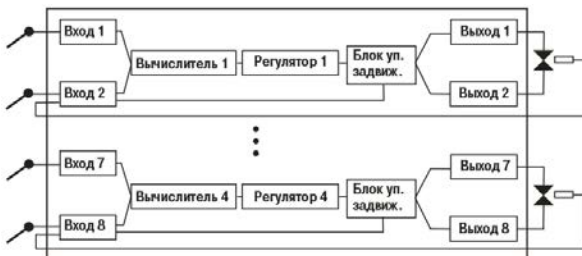 Вход 1
Выход 1
Вычислитель 1
Регулятор 1
Блок уп.
задвиж.
Вход 2
Выход 2
Вход 7
Выход 7
Вычислитель 4
Регулятор 4
Блок уп.
задвиж.
Вход 8
Выход 8